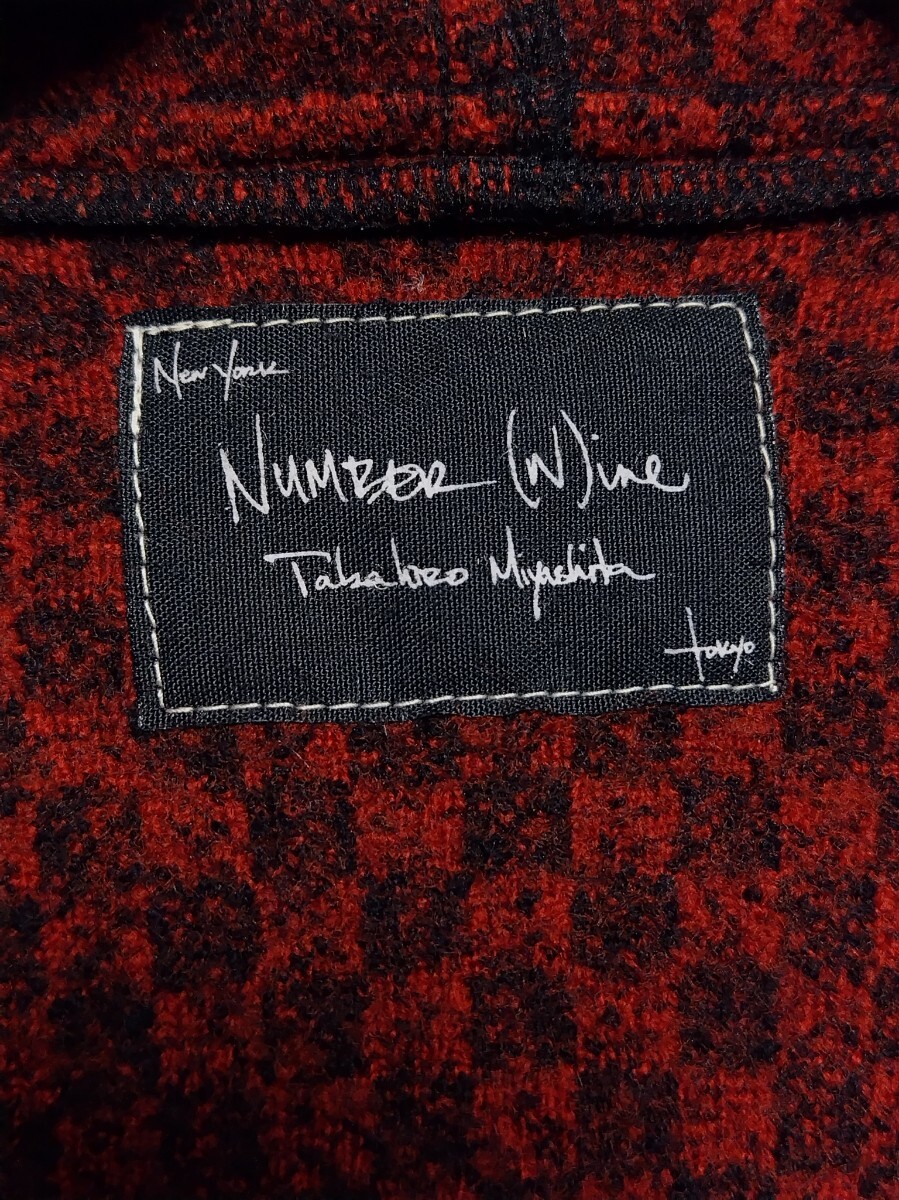 New York
NUMBER (N)ine
Takahiro Miyashita
tokyo